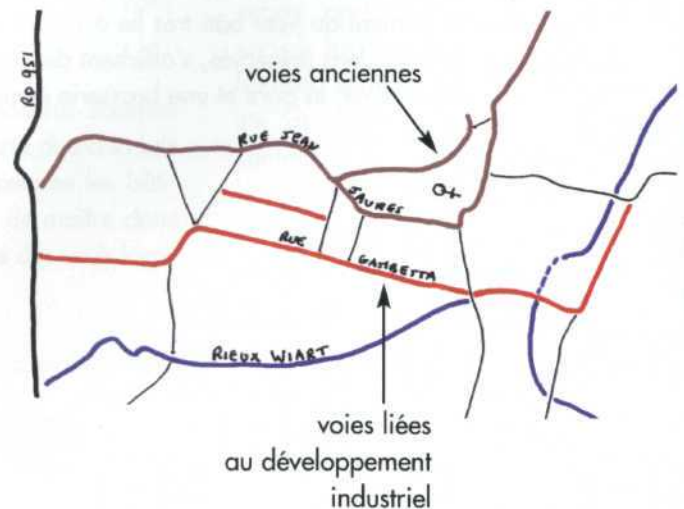 RD 951
voies anciennes
RUE JEAN
JAURES
RUE
GAMBETTA
RIEUX WIART
voies liées
au développement
industriel